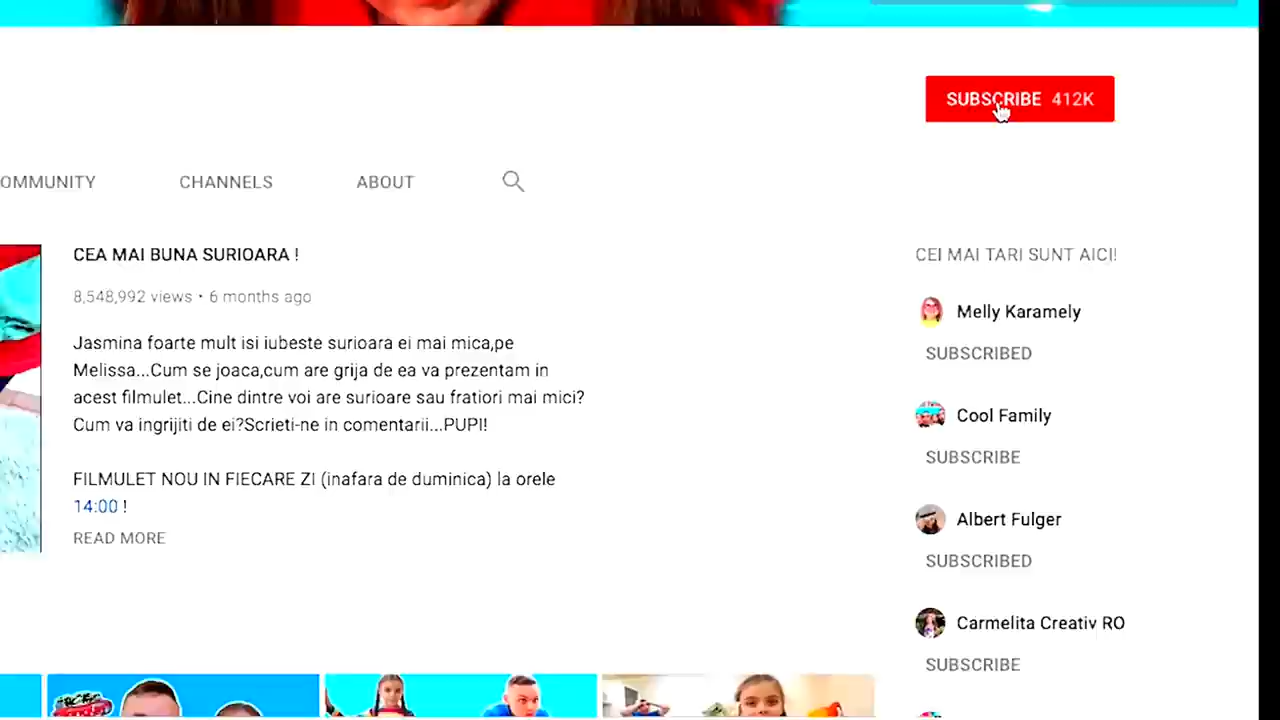 SUBSCRIBE 412K
OMMUNITY CHANNELS ABOUT
CEA MAI BUNA SURIOARA !
8,548,992 views • 6 months ago
Jasmina foarte mult isi iubeste surioara ei mai mica,pe
Melissa...Cum se joaca,cum are grija de ea va prezentam in
acest filmulet...Cine dintre voi are surioare sau fratiori mai mici?
Cum va ingrijiti de ei?Scrieti-ne in comentarii...PUPI!
FILMULET NOU IN FIECARE ZI (inafara de duminica) la orele
14:00 !
READ MORE
CEI MAI TARI SUNT AICI!
Melly Karamely
SUBSCRIBED
Cool Family
SUBSCRIBE
Albert Fulger
SUBSCRIBED
Carmelita Creativ RO
SUBSCRIBE